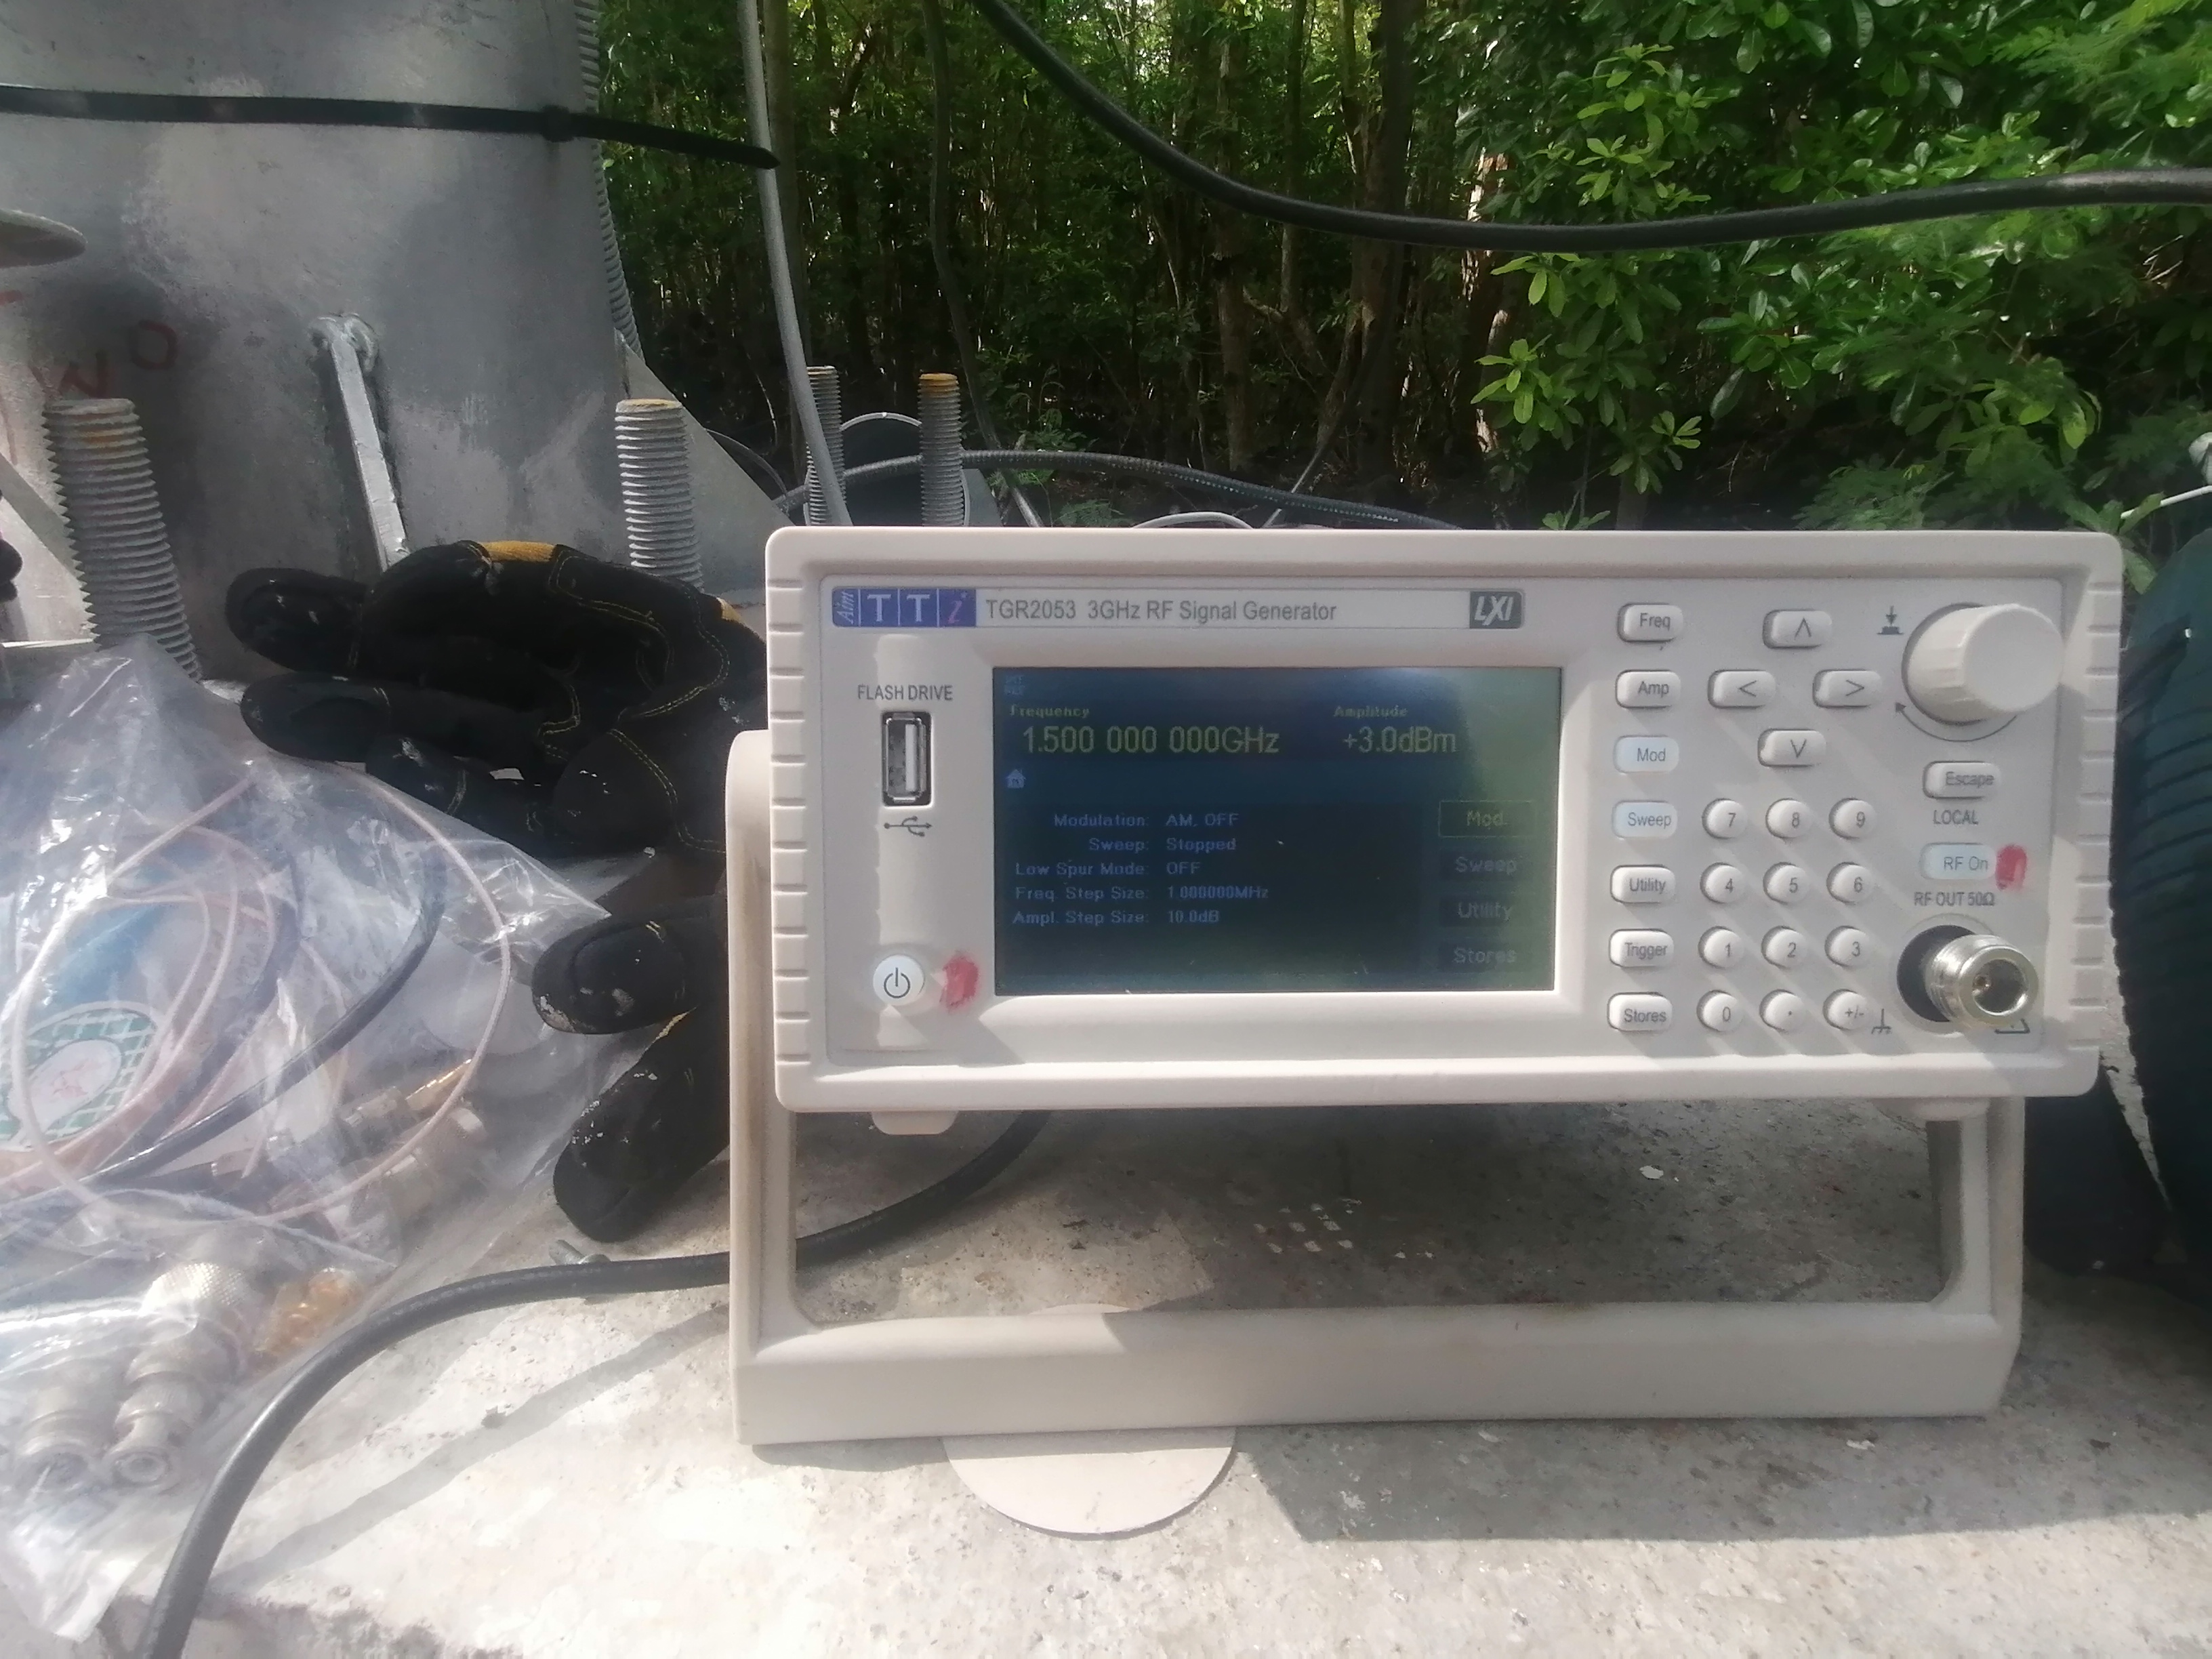 Aim TTi TGR2053 3GHz RF Signal Generator LXI
FLASH DRIVE
INT
REF
Frequency Amplitude
1.500 000 000GHz +3.0dBm
Modulation: AM, OFF
Sweep: Stopped
Low Spur Mode: OFF
Freq. Step Size: 1.000000MHz
Ampl. Step Size: 10.0dB
Mod.
Sweep
Utility
Stores
Freq
Amp
Mod
Sweep
Utility
Trigger
Stores
< >
7 8 9
4 5 6
1 2 3
0 . +/-
Escape
LOCAL
RF On
RF OUT 50Ω